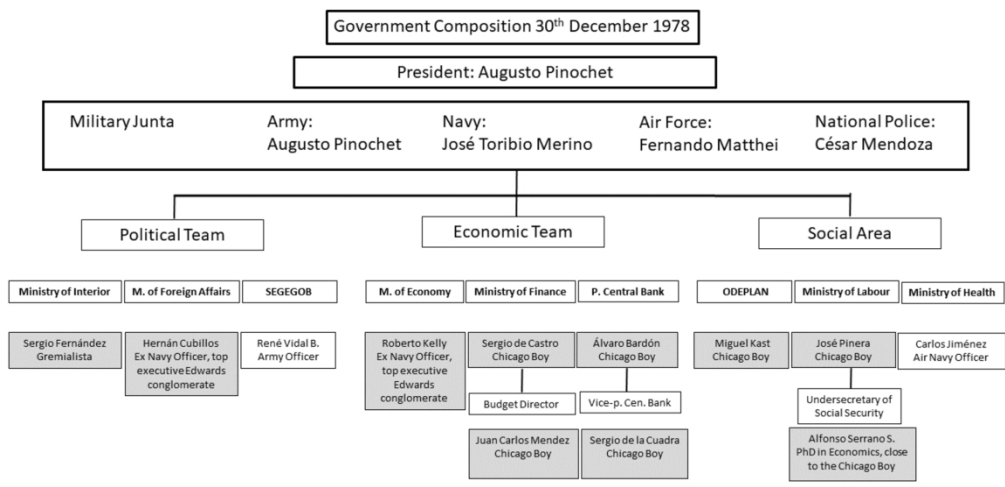 Government Composition 30th December 1978
President: Augusto Pinochet
Military Junta
Army:
Augusto Pinochet
Navy:
José Toribio Merino
Air Force:
Fernando Matthei
National Police:
César Mendoza
Political Team
Economic Team
Social Area
Ministry of Interior
M. of Foreign Affairs
SEGEGOB
M. of Economy
Ministry of Finance
P. Central Bank
ODEPLAN
Ministry of Labour
Ministry of Health
Sergio Fernández
Gremialista
Hernán Cubillos
Ex Navy Officer, top
executive Edwards
conglomerate
René Vidal B.
Army Officer
Roberto Kelly
Ex Navy Officer,
top executive
Edwards
conglomerate
Sergio de Castro
Chicago Boy
Álvaro Bardón
Chicago Boy
Miguel Kast
Chicago Boy
José Pinera
Chicago Boy
Carlos Jiménez
Air Navy Officer
Budget Director
Vice-p. Cen. Bank
Undersecretary of
Social Security
Juan Carlos Mendez
Chicago Boy
Sergio de la Cuadra
Chicago Boy
Alfonso Serrano S.
PhD in Economics, close
to the Chicago Boy